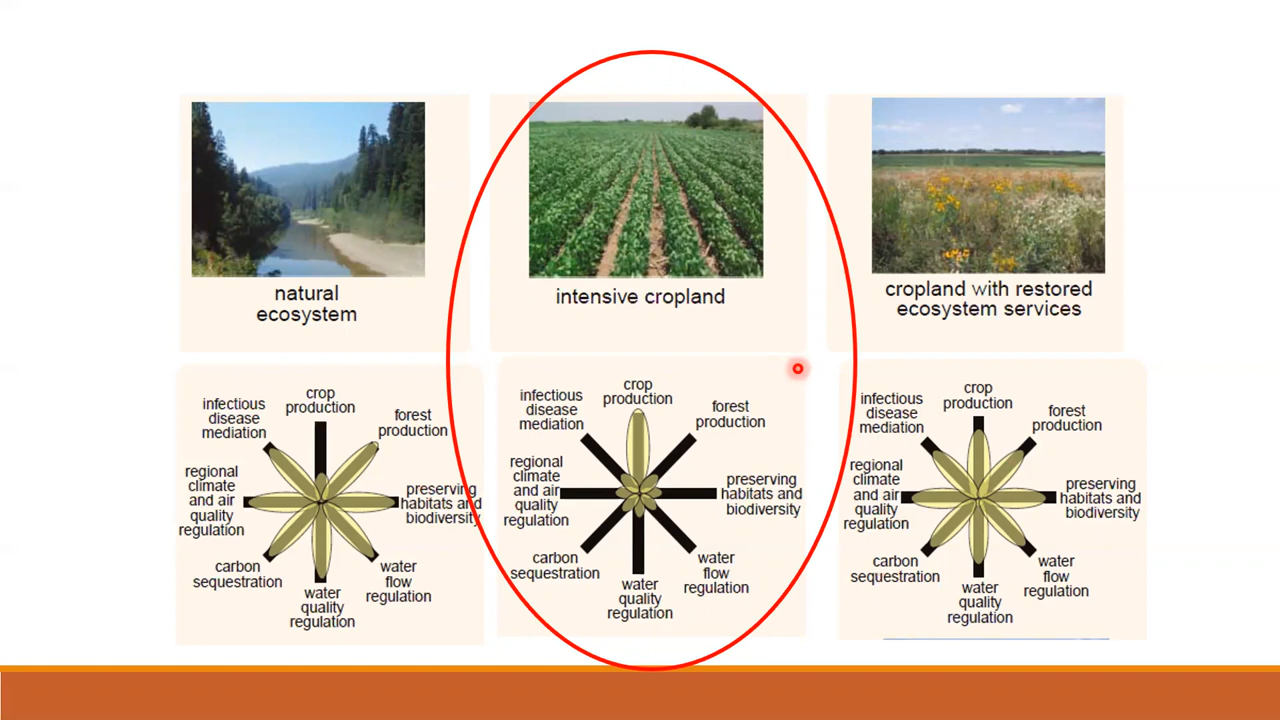 natural
ecosystem
intensive cropland
cropland with restored
ecosystem services
crop
production
infectious
disease
mediation
forest
production
regional
climate
and air
quality
regulation
preserving
habitats and
biodiversity
carbon
sequestration
water
flow
regulation
water
quality
regulation
crop
production
infectious
disease
mediation
forest
production
regional
climate
and air
quality
regulation
preserving
habitats and
biodiversity
carbon
sequestration
water
flow
regulation
water
quality
regulation
crop
production
infectious
disease
mediation
forest
production
regional
climate
and air
quality
regulation
preserving
habitats and
biodiversity
carbon
sequestration
water
flow
regulation
water
quality
regulation